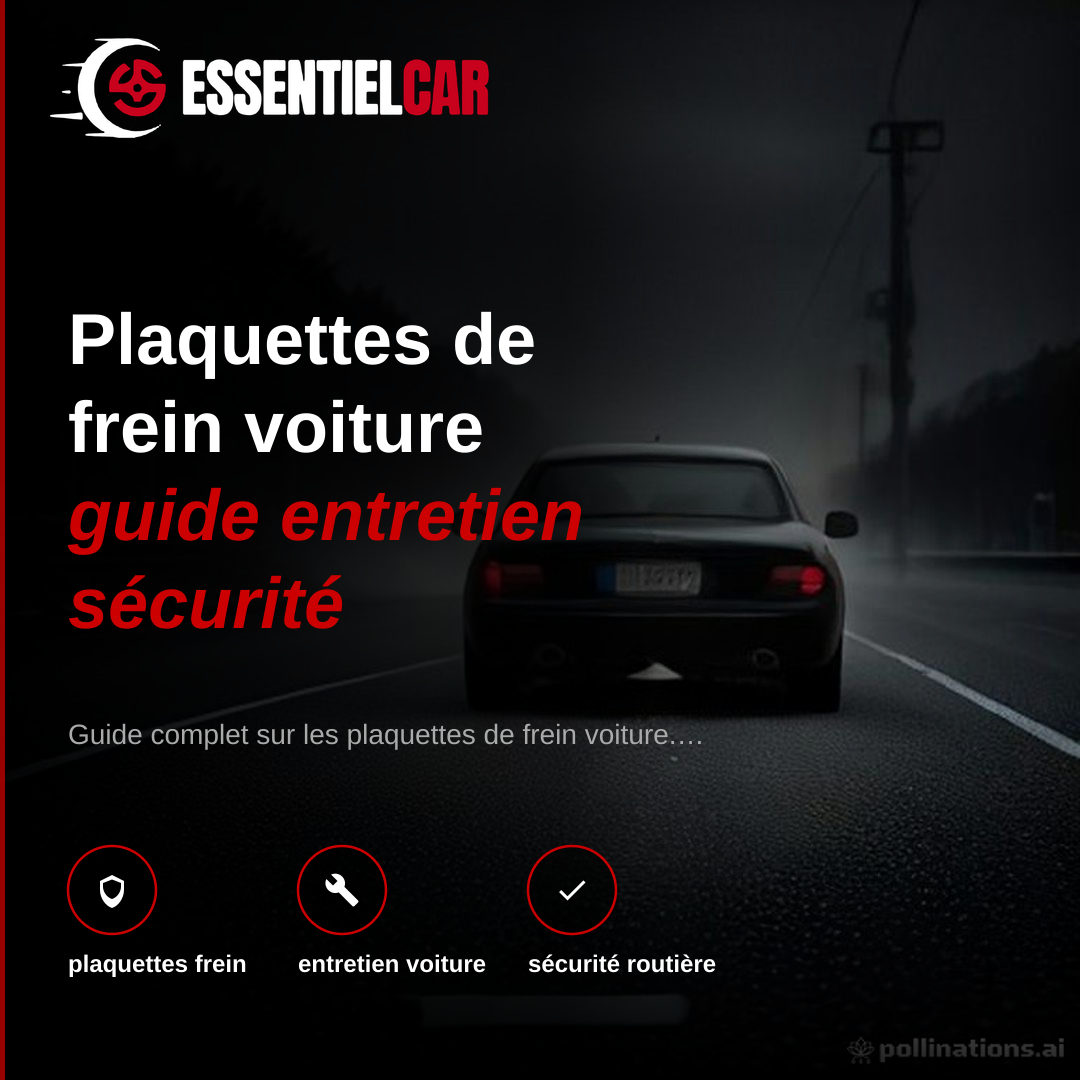 ESSENTIELCAR
Plaquettes de
frein voiture
guide entretien
sécurité
Guide complet sur les plaquettes de frein voiture.…
plaquettes frein
entretien voiture
sécurité routière
pollinations.ai